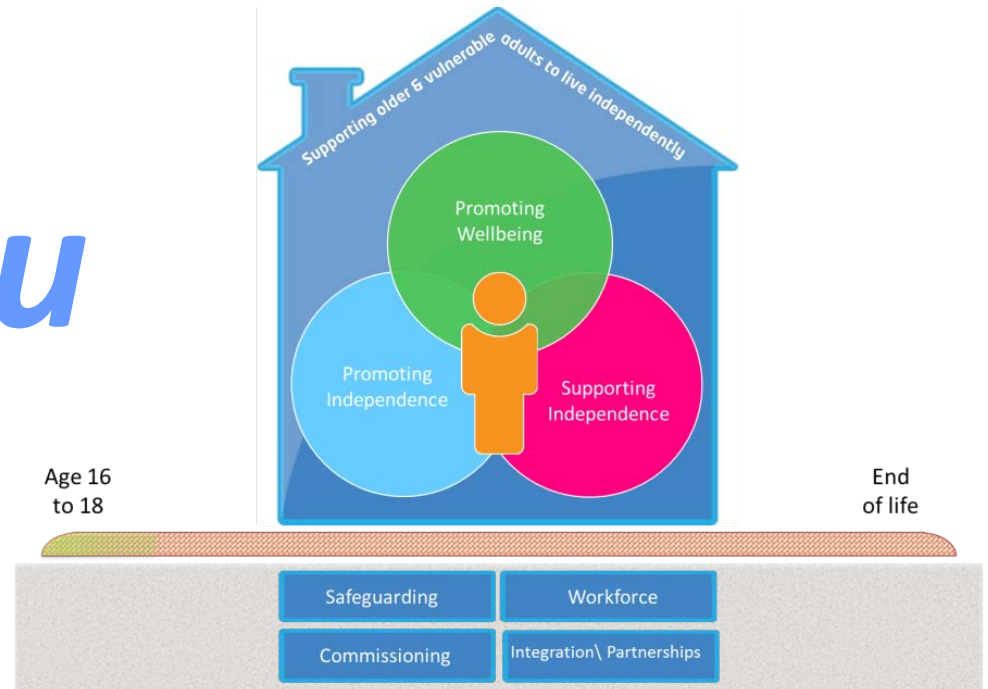 Supporting older & vulnerable adults to live independently
u
Promoting
Wellbeing
Promoting
Independence
Supporting
Independence
Age 16
to 18
End
of life
Safeguarding
Workforce
Commissioning
Integration\ Partnerships